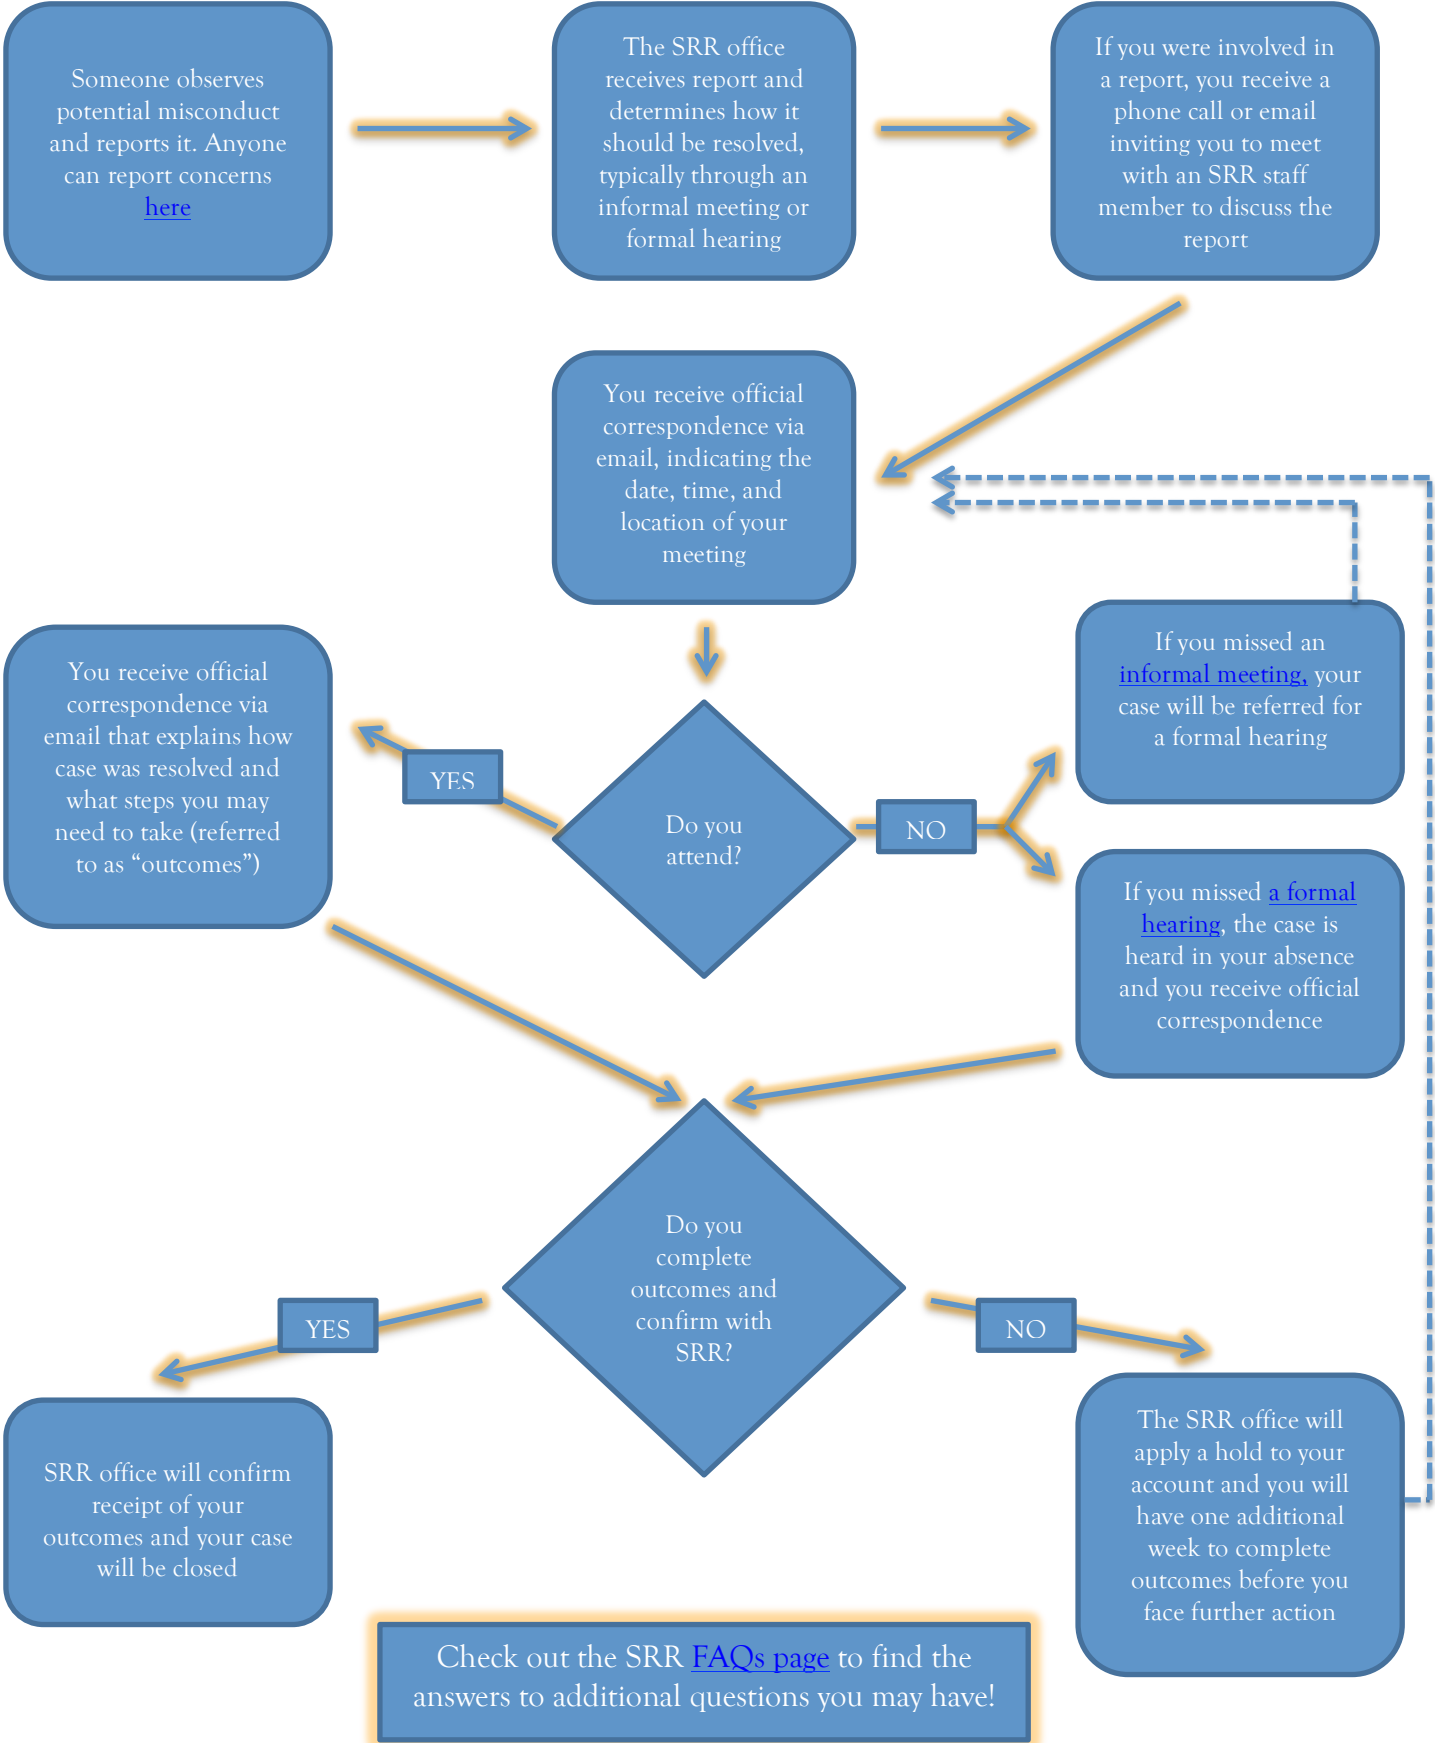 Someone observes
potential misconduct
and reports it. Anyone
can report concerns
here
The SRR office
receives report and
determines how it
should be resolved,
typically through an
informal meeting or
formal hearing
If you were involved in
a report, you receive a
phone call or email
inviting you to meet
with an SRR staff
member to discuss the
report
You receive official
correspondence via
email, indicating the
date, time, and
location of your
meeting
Do you
attend?
YES
You receive official
correspondence via
email that explains how
case was resolved and
what steps you may
need to take (referred
to as “outcomes”)
NO
If you missed an
informal meeting, your
case will be referred for
a formal hearing
If you missed a formal
hearing, the case is
heard in your absence
and you receive official
correspondence
Do you
complete
outcomes and
confirm with
SRR?
YES
SRR office will confirm
receipt of your
outcomes and your case
will be closed
NO
The SRR office will
apply a hold to your
account and you will
have one additional
week to complete
outcomes before you
face further action
Check out the SRR FAQs page to find the
answers to additional questions you may have!